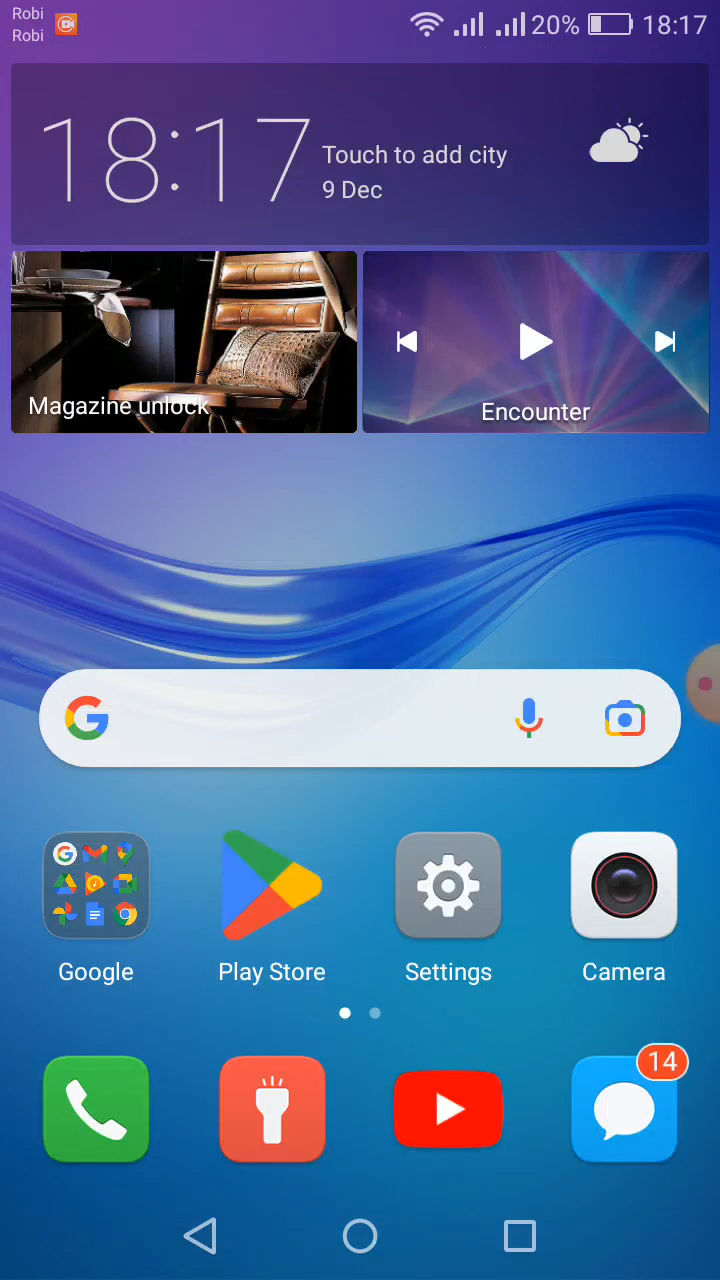 Robi
Robi
20% 18:17
18:17
Touch to add city
9 Dec
Magazine unlock
Encounter
Google
Play Store
Settings
Camera
14